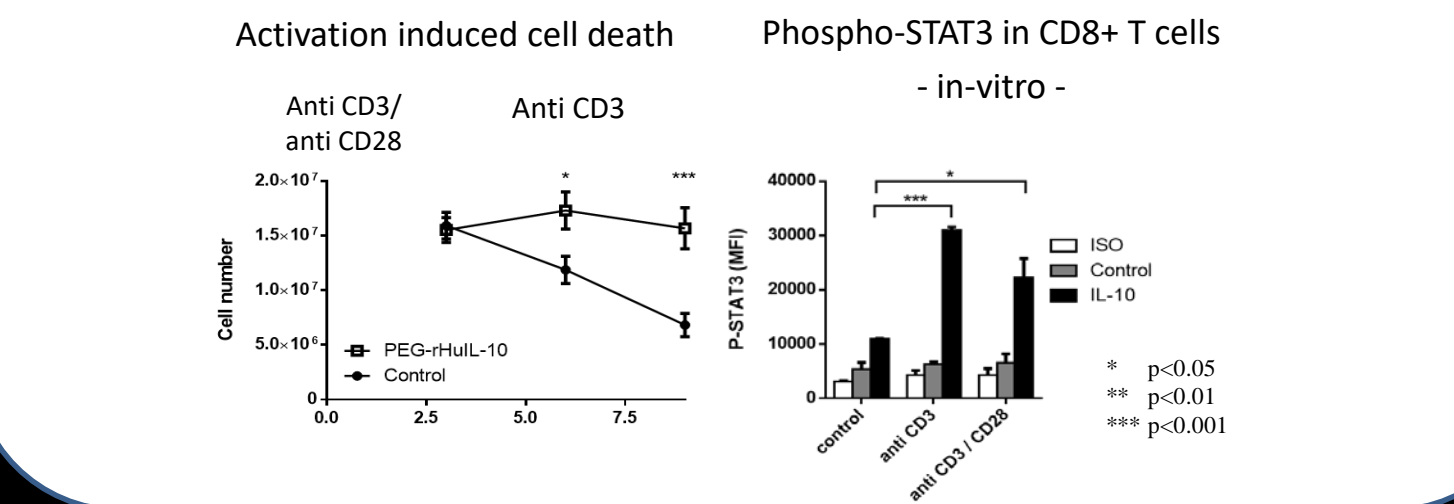 Activation induced cell death
Anti CD3/
anti CD28
Anti CD3
2.0×10⁷
1.5×10⁷
1.0×10⁷
5.0×10⁶
0
Cell number
* ***
PEG-rHuIL-10
Control
0.0 2.5 5.0 7.5
Phospho-STAT3 in CD8+ T cells
- in-vitro -
40000
30000
20000
10000
0
P-STAT3 (MFI)
*
***
ISO
Control
IL-10
control
anti CD3
anti CD3 / CD28
* p<0.05
** p<0.01
*** p<0.001